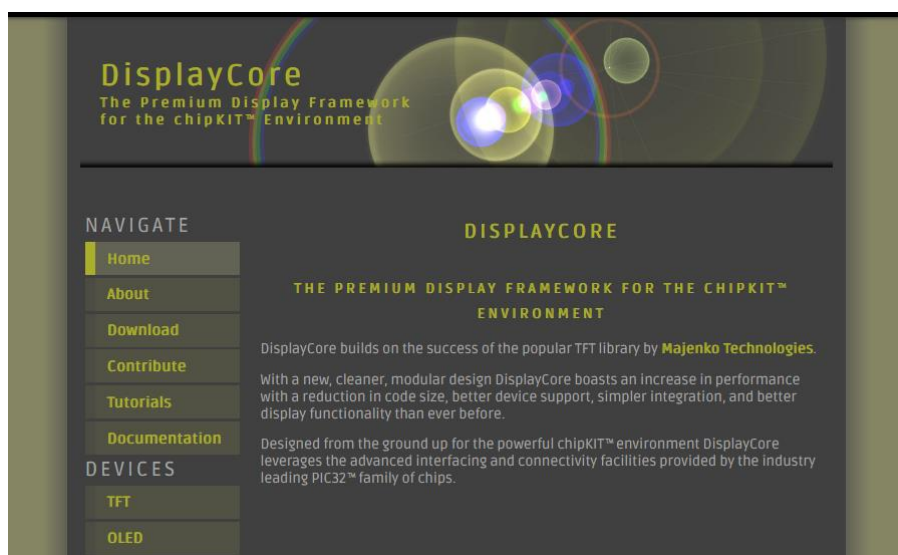 DisplayCore
The Premium Display Framework
for the chipKIT™ Environment
NAVIGATE
Home
About
Download
Contribute
Tutorials
Documentation
DEVICES
TFT
OLED
DISPLAYCORE
THE PREMIUM DISPLAY FRAMEWORK FOR THE CHIPKIT™
ENVIRONMENT
DisplayCore builds on the success of the popular TFT library by Majenko Technologies.
With a new, cleaner, modular design DisplayCore boasts an increase in performance
with a reduction in code size, better device support, simpler integration, and better
display functionality than ever before.
Designed from the ground up for the powerful chipKIT™ environment DisplayCore
leverages the advanced interfacing and connectivity facilities provided by the industry
leading PIC32™ family of chips.